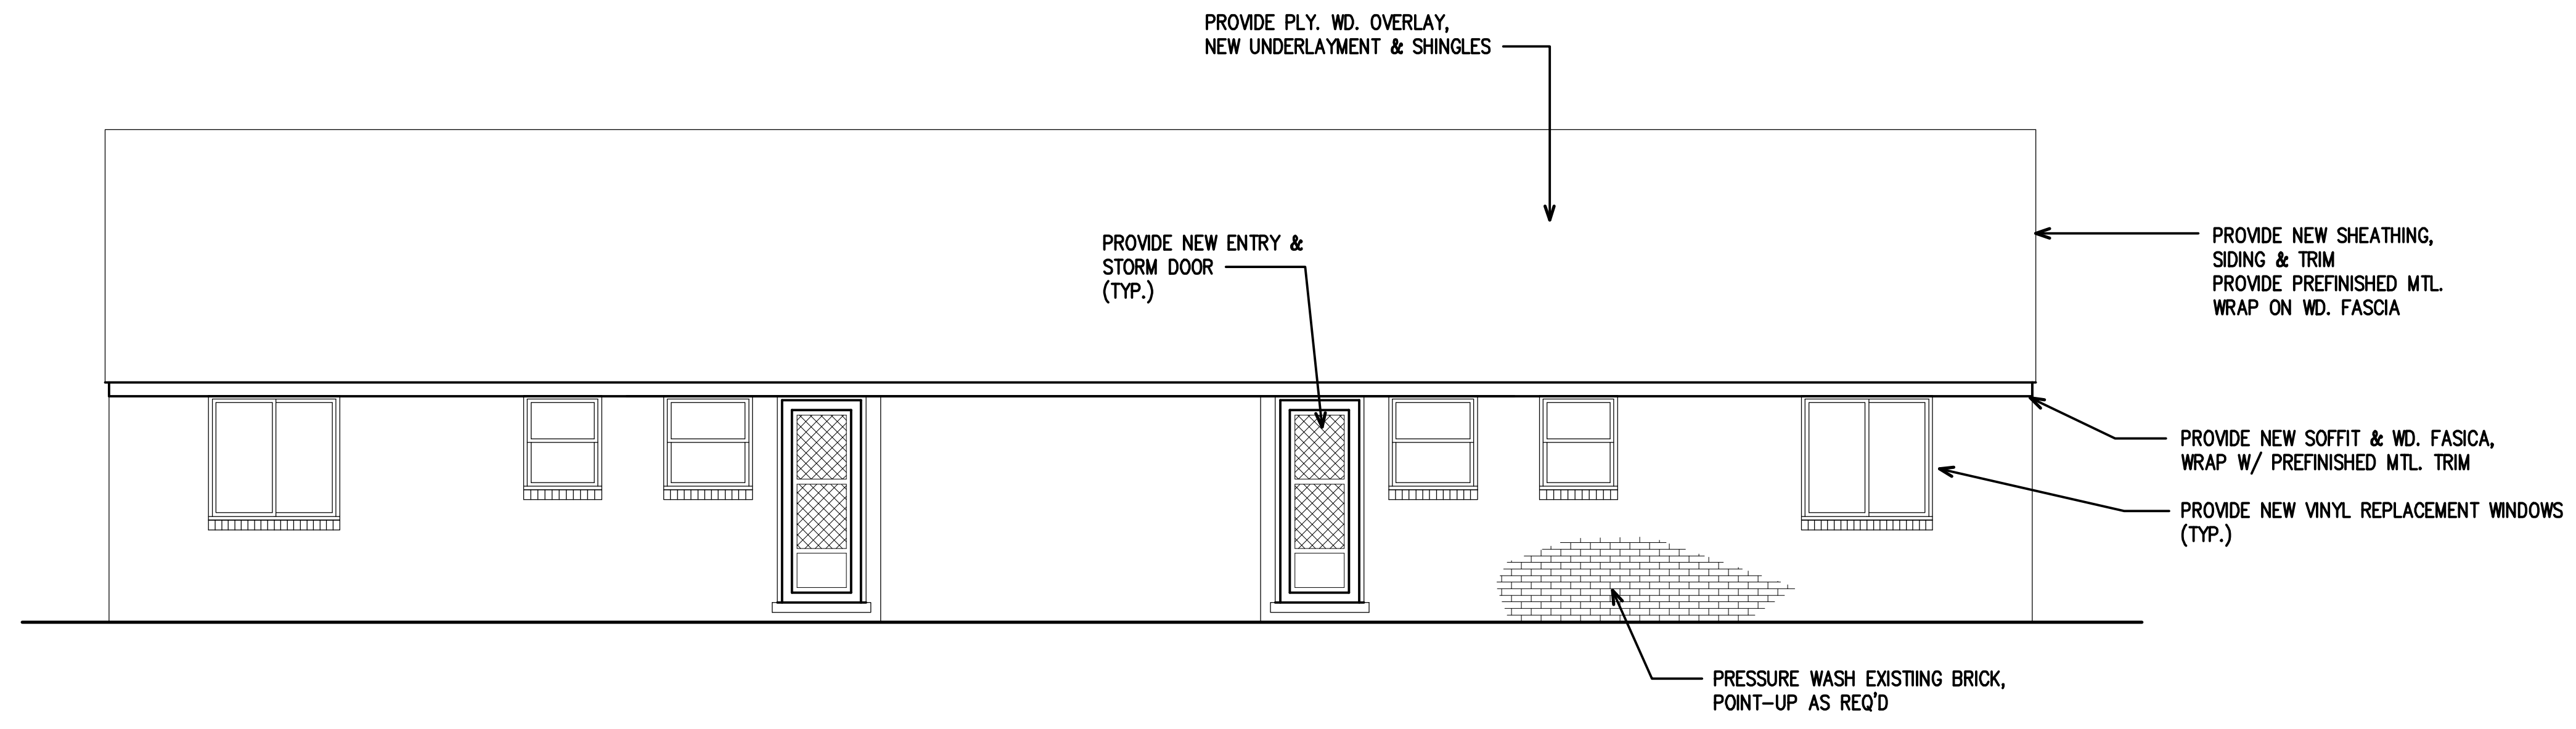 PROVIDE PLY. WD. OVERLAY,
NEW UNDERLAYMENT & SHINGLES
PROVIDE NEW ENTRY &
STORM DOOR
(TYP.)
PROVIDE NEW SHEATHING,
SIDING & TRIM
PROVIDE PREFINISHED MTL.
WRAP ON WD. FASCIA
PROVIDE NEW SOFFIT & WD. FASICA,
WRAP W/ PREFINISHED MTL. TRIM
PROVIDE NEW VINYL REPLACEMENT WINDOWS
(TYP.)
PRESSURE WASH EXISTIING BRICK,
POINT-UP AS REQ'D